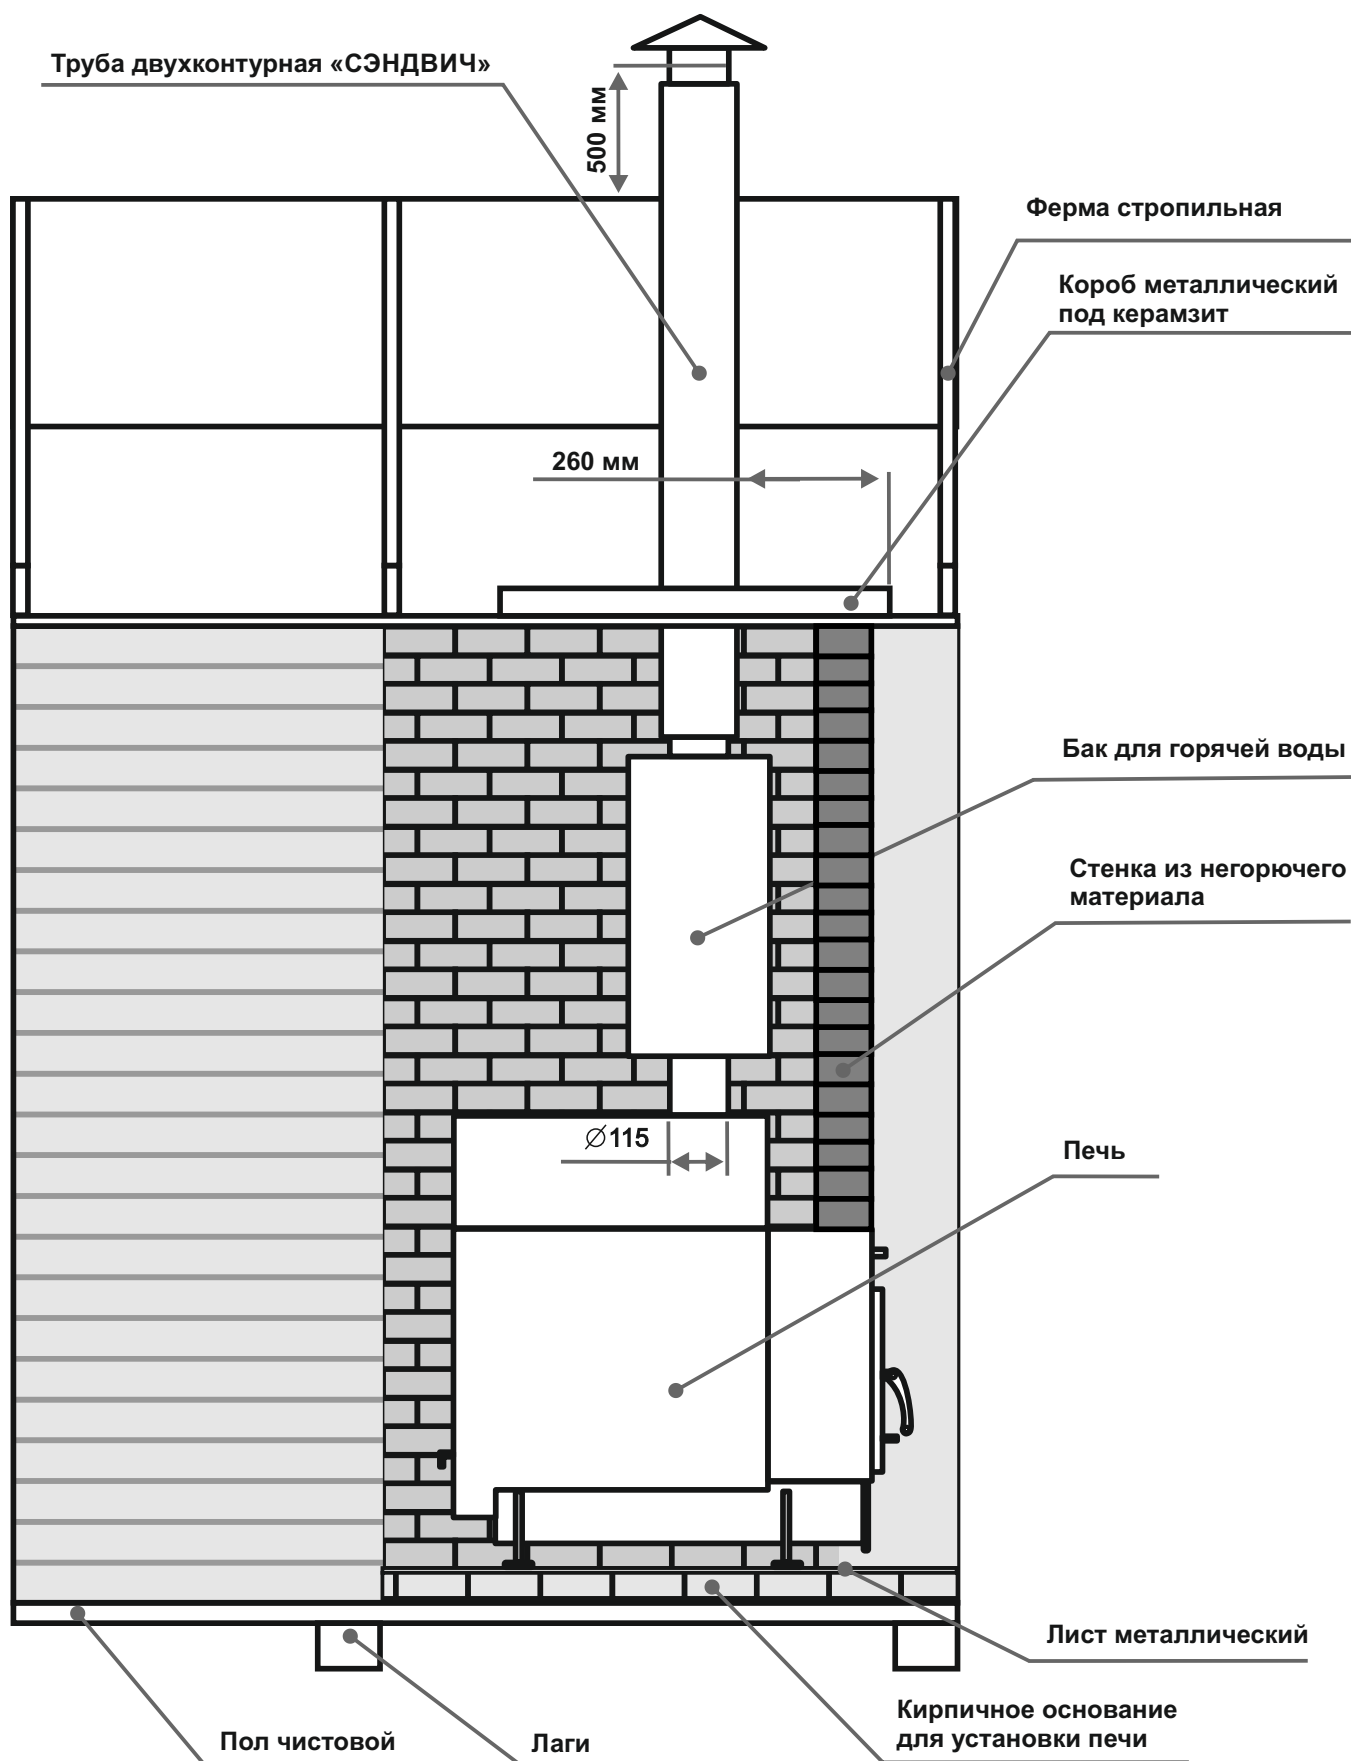 Труба двухконтурная «СЭНДВИЧ»
500 мм
Ферма стропильная
Короб металлический
под керамзит
260 мм
Бак для горячей воды
Стенка из негорючего
материала
∅115
Печь
Лист металлический
Кирпичное основание
для установки печи
Пол чистовой
Лаги